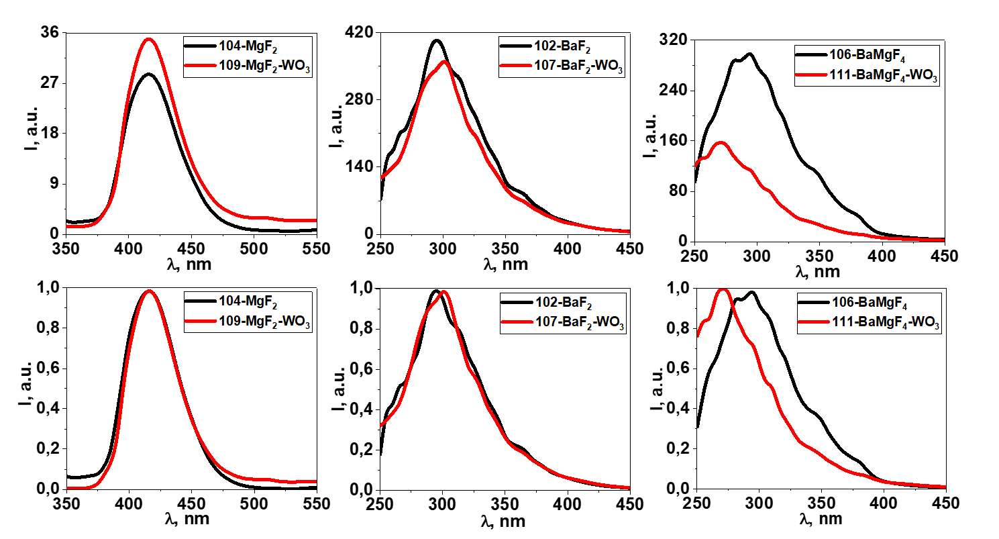 36
27
18
9
0
350 400 450 500 550
I, a.u.
λ, nm
104-MgF₂
109-MgF₂-WO₃
420
280
140
0
250 300 350 400 450
I, a.u.
λ, nm
102-BaF₂
107-BaF₂-WO₃
320
240
160
80
0
250 300 350 400 450
I, a.u.
λ, nm
106-BaMgF₄
111-BaMgF₄-WO₃
1,0
0,8
0,6
0,4
0,2
0,0
350 400 450 500 550
I, a.u.
λ, nm
104-MgF₂
109-MgF₂-WO₃
1,0
0,8
0,6
0,4
0,2
0,0
250 300 350 400 450
I, a.u.
λ, nm
102-BaF₂
107-BaF₂-WO₃
1,0
0,8
0,6
0,4
0,2
0,0
250 300 350 400 450
I, a.u.
λ, nm
106-BaMgF₄
111-BaMgF₄-WO₃